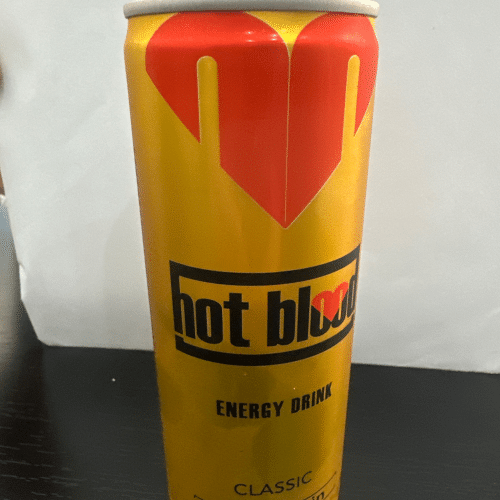 hot blood
ENERGY DRINK
CLASSIC